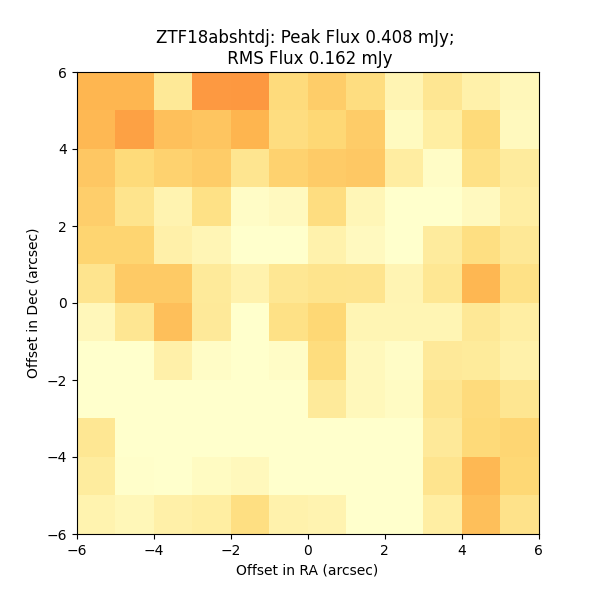 ZTF18abshtdj: Peak Flux 0.408 mJy;
RMS Flux 0.162 mJy
6
4
2
0
−2
−4
−6
Offset in Dec (arcsec)
−6 −4 −2 0 2 4 6
Offset in RA (arcsec)